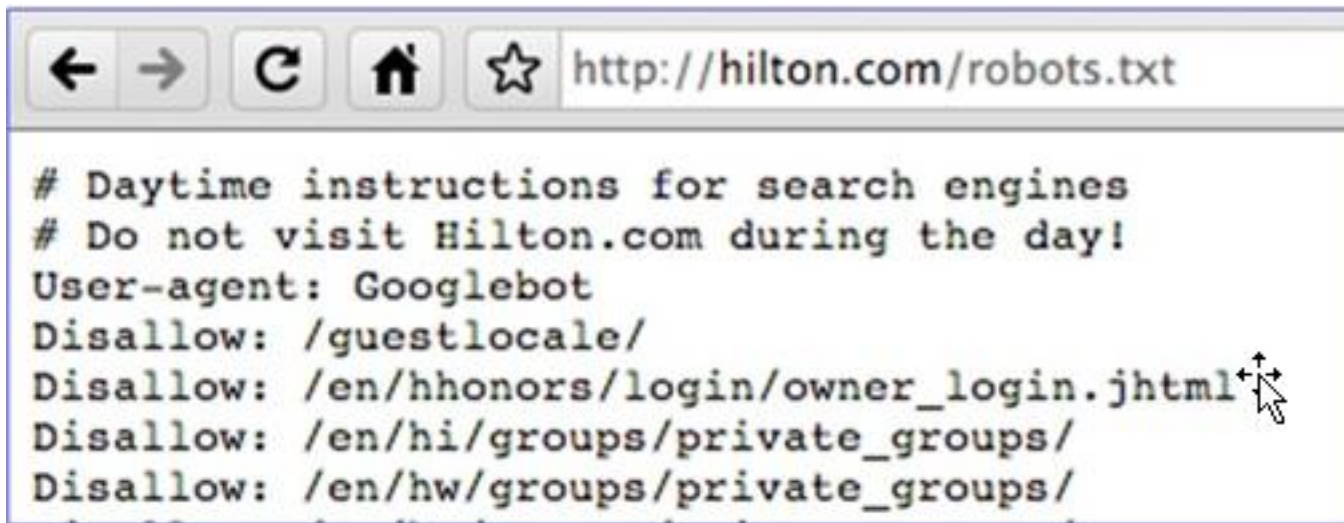 http://hilton.com/robots.txt
# Daytime instructions for search engines
# Do not visit Hilton.com during the day!
User-agent: Googlebot
Disallow: /guestlocale/
Disallow: /en/hhonors/login/owner_login.jhtml
Disallow: /en/hi/groups/private_groups/
Disallow: /en/hw/groups/private_groups/